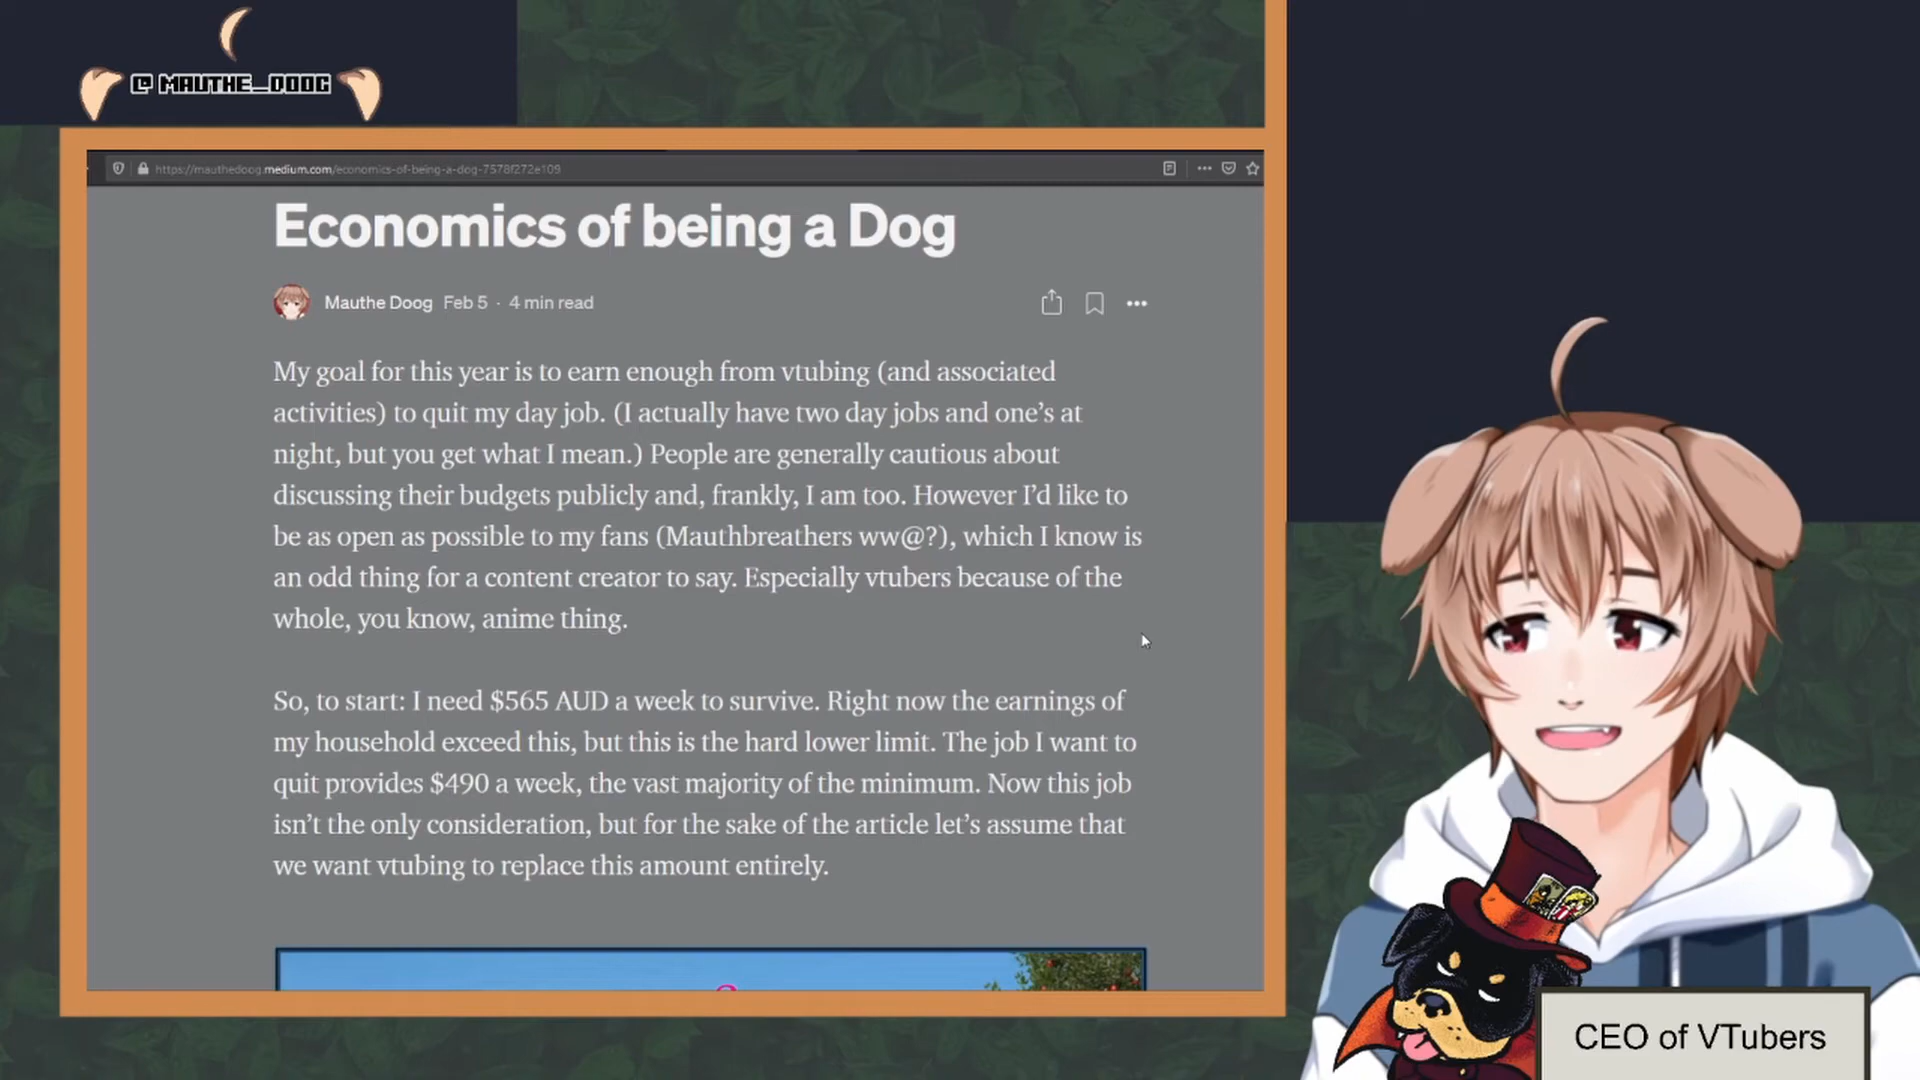 @ MAUTHE_DOOG
https://mauthedoog.medium.com/economics-of-being-a-dog-7578f272e109
Economics of being a Dog
Mauthe Doog Feb 5 · 4 min read
My goal for this year is to earn enough from vtubing (and associated
activities) to quit my day job. (I actually have two day jobs and one’s at
night, but you get what I mean.) People are generally cautious about
discussing their budgets publicly and, frankly, I am too. However I’d like to
be as open as possible to my fans (Mauthbreathers ww@?), which I know is
an odd thing for a content creator to say. Especially vtubers because of the
whole, you know, anime thing.
So, to start: I need $565 AUD a week to survive. Right now the earnings of
my household exceed this, but this is the hard lower limit. The job I want to
quit provides $490 a week, the vast majority of the minimum. Now this job
isn’t the only consideration, but for the sake of the article let’s assume that
we want vtubing to replace this amount entirely.
CEO of VTubers